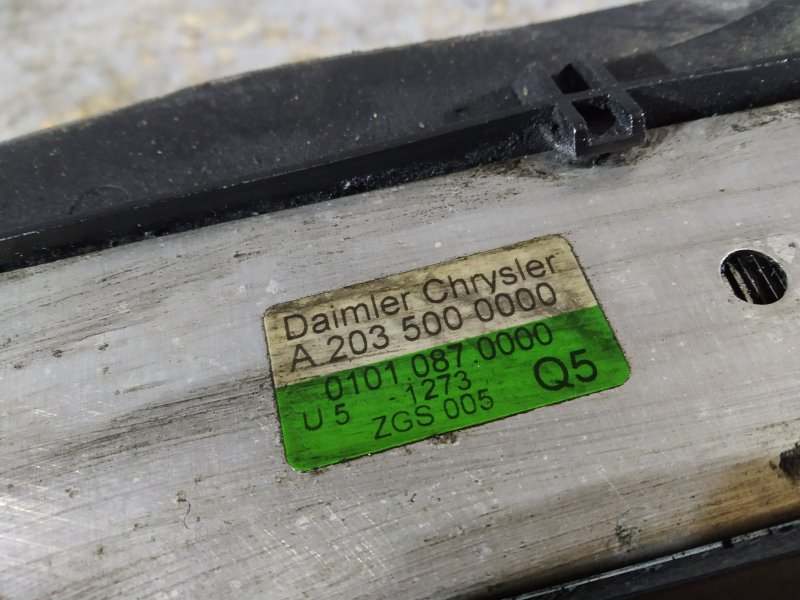 Daimler Chrysler
A 203 500 0000
0101 087 0000
U 5 1273 Q5
ZGS 005